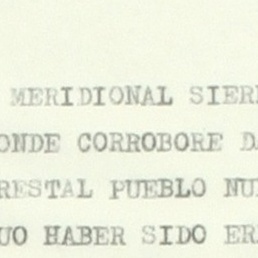 MERIDIONAL SIER
ONDE CORROBORE D
RESTAL PUEBLO NU
UO HABER SIDO ER